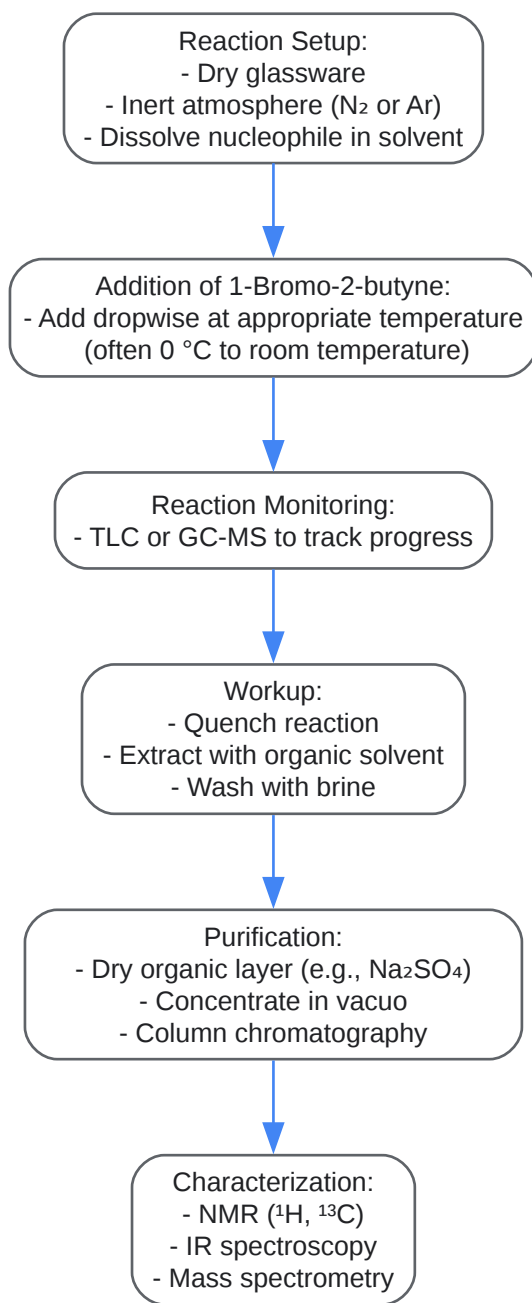 Reaction Setup:
- Dry glassware
- Inert atmosphere (N₂ or Ar)
- Dissolve nucleophile in solvent
Addition of 1-Bromo-2-butyne:
- Add dropwise at appropriate temperature
(often 0 °C to room temperature)
Reaction Monitoring:
- TLC or GC-MS to track progress
Workup:
- Quench reaction
- Extract with organic solvent
- Wash with brine
Purification:
- Dry organic layer (e.g., Na₂SO₄)
- Concentrate in vacuo
- Column chromatography
Characterization:
- NMR (¹H, ¹³C)
- IR spectroscopy
- Mass spectrometry